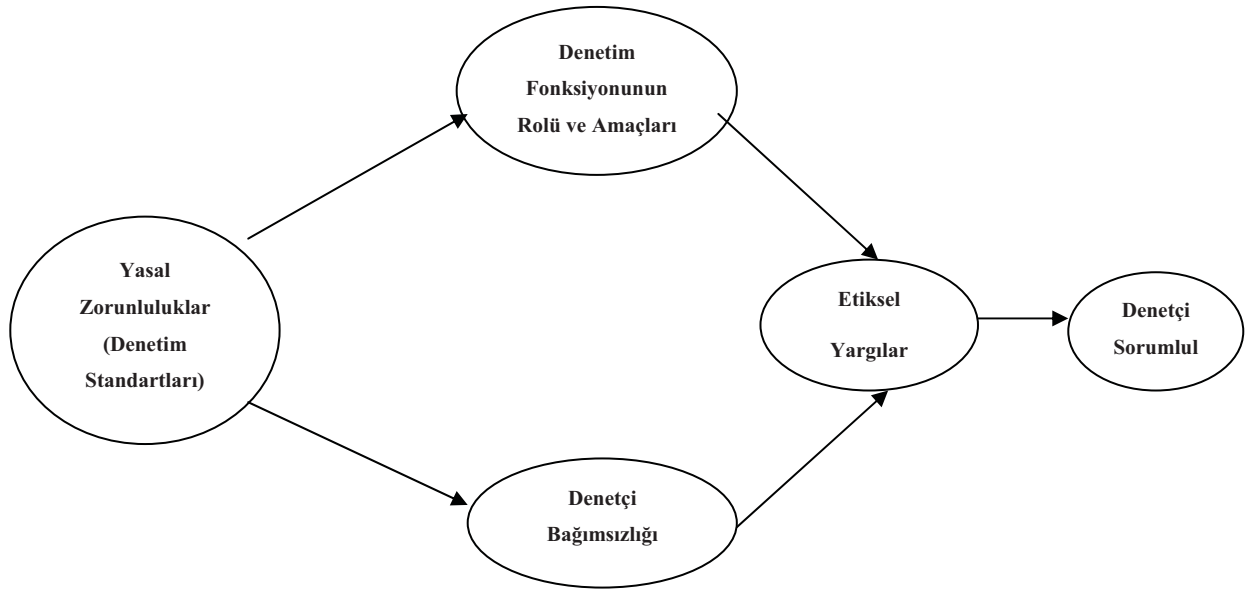 Denetim
Fonksiyonunun
Rolü ve Amaçları
Yasal
Zorunluluklar
(Denetim
Standartları)
Etiksel
Yargılar
Denetçi
Sorumlul
Denetçi
Bağımsızlığı